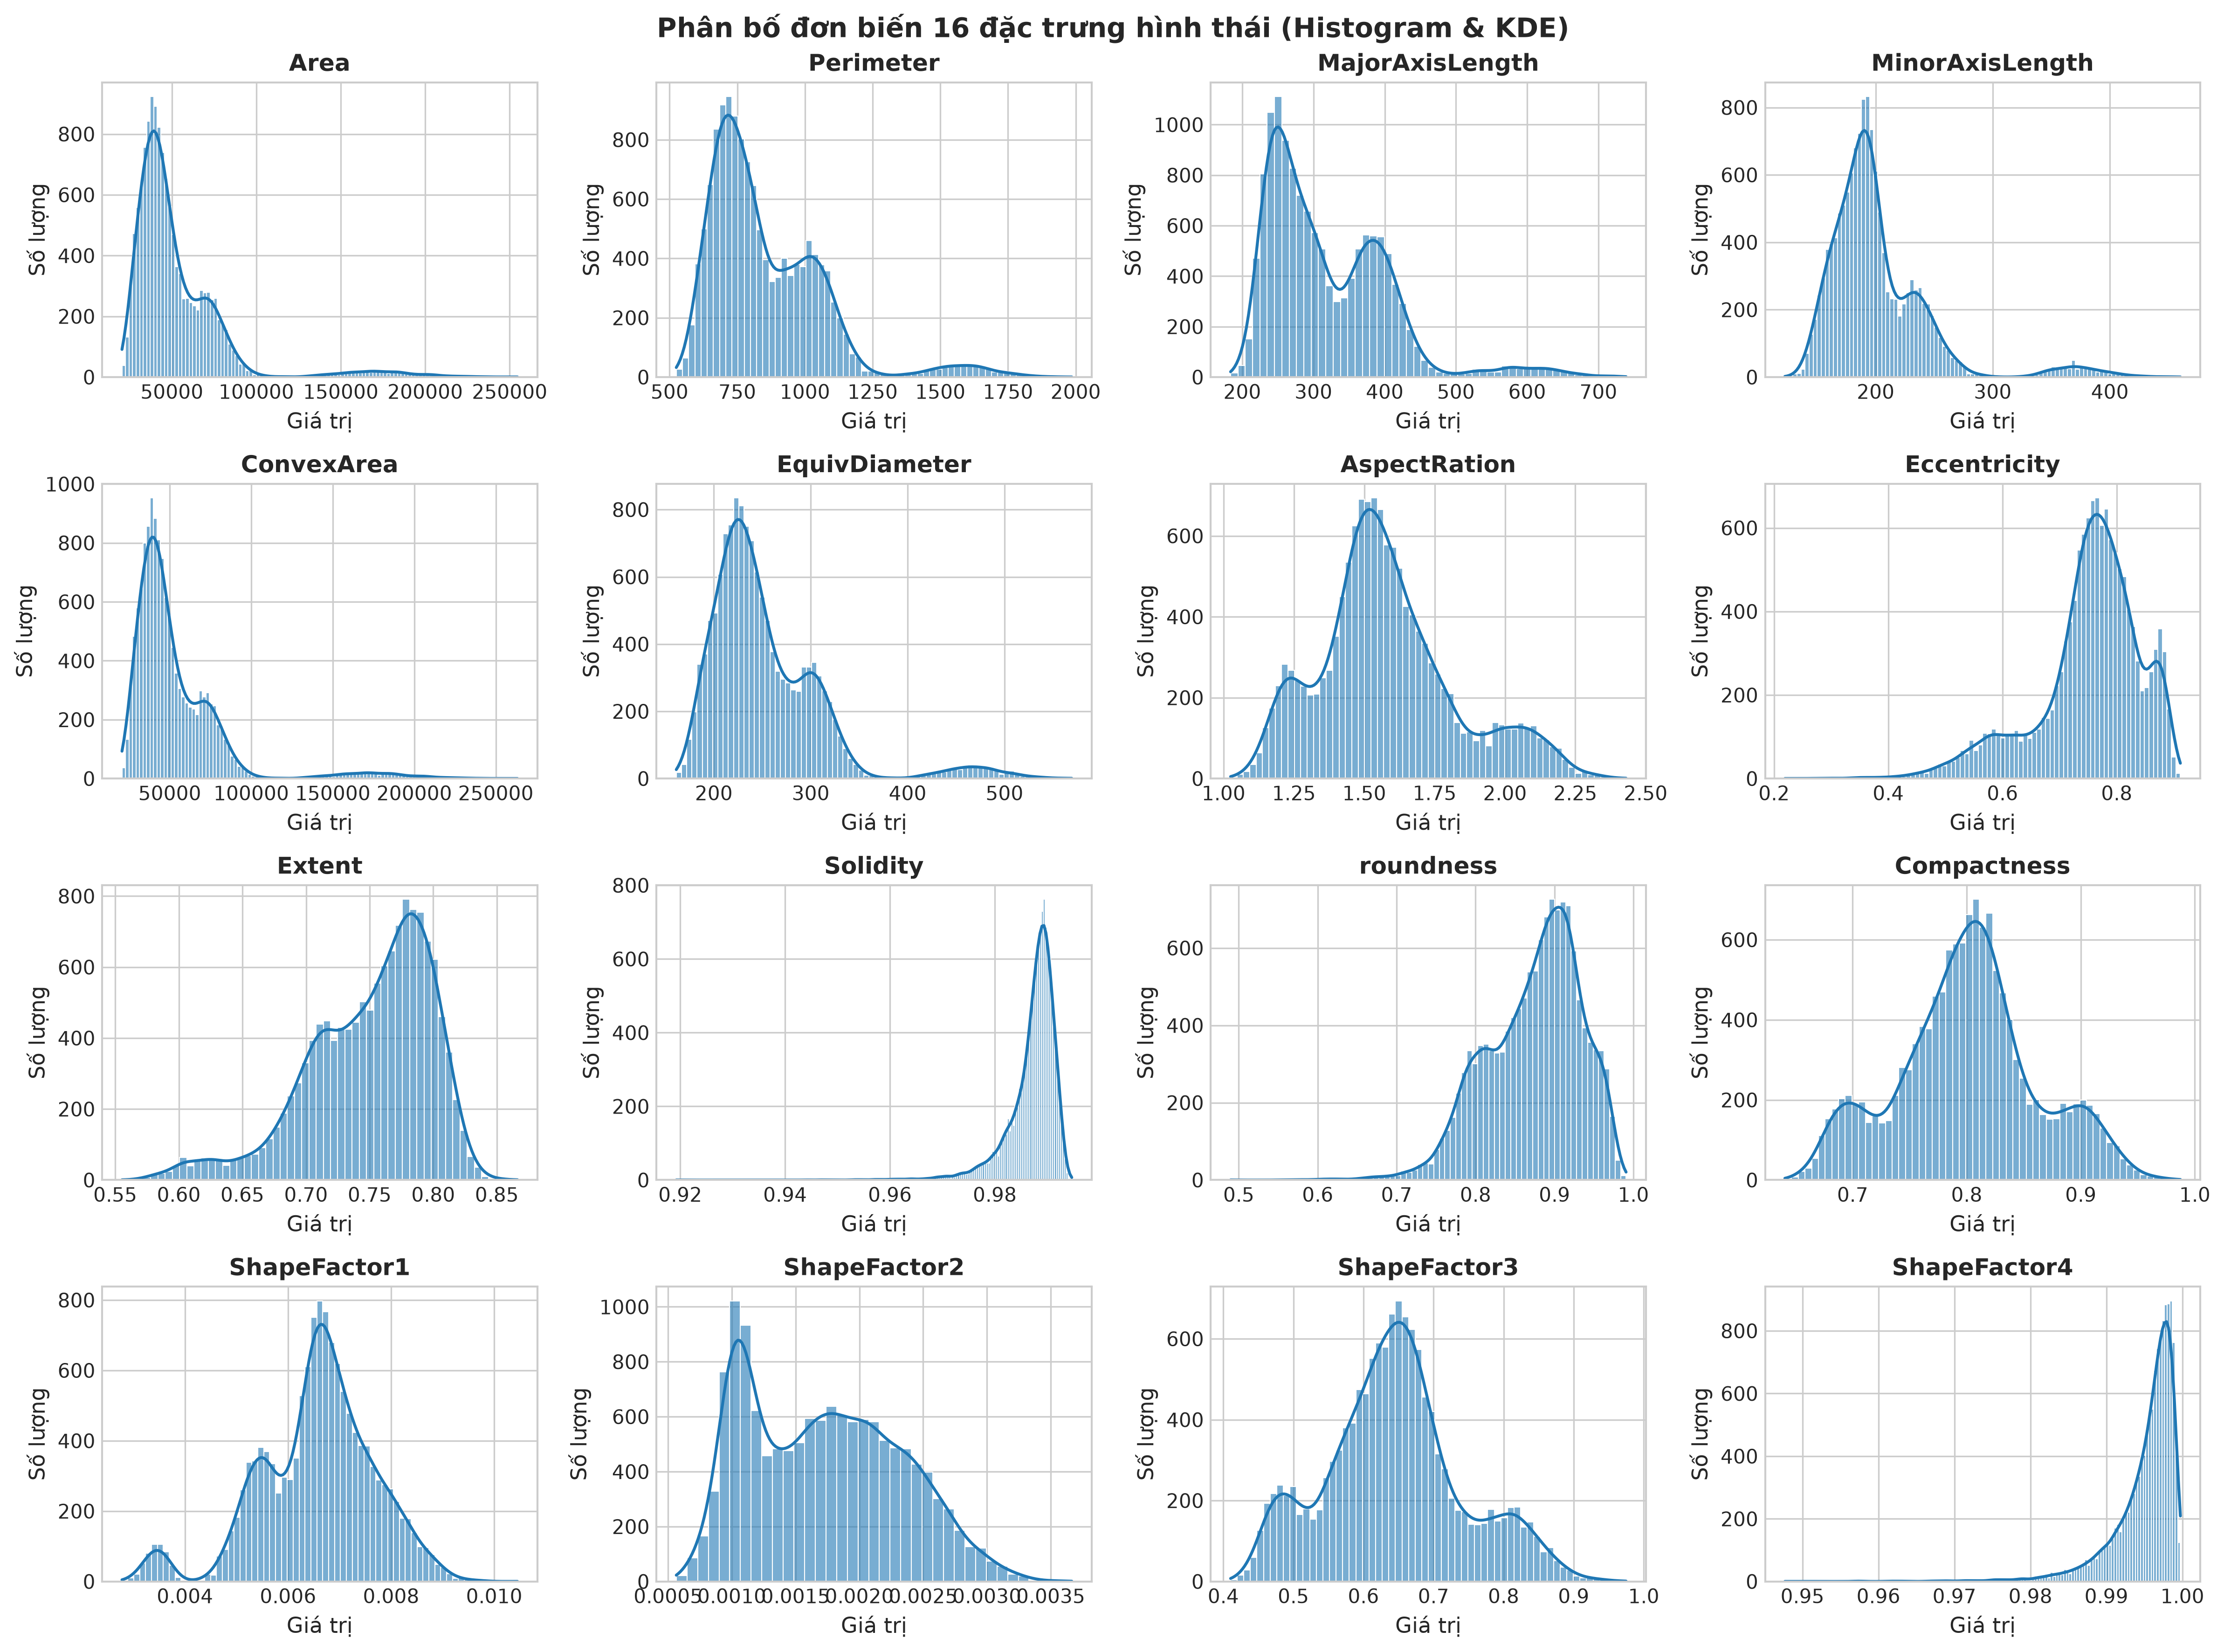 Phân bố đơn biến 16 đặc trưng hình thái (Histogram & KDE)
Area
Perimeter
MajorAxisLength
MinorAxisLength
0 200 400 600 800
Số lượng
50000 100000 150000 200000 250000
Giá trị
0 200 400 600 800
Số lượng
500 750 1000 1250 1500 1750 2000
Giá trị
0 200 400 600 800 1000
Số lượng
200 300 400 500 600 700
Giá trị
0 200 400 600 800
Số lượng
200 300 400
Giá trị
ConvexArea
EquivDiameter
AspectRation
Eccentricity
0 200 400 600 800 1000
Số lượng
50000 100000 150000 200000 250000
Giá trị
0 200 400 600 800
Số lượng
200 300 400 500
Giá trị
0 200 400 600
Số lượng
1.00 1.25 1.50 1.75 2.00 2.25 2.50
Giá trị
0 200 400 600
Số lượng
0.2 0.4 0.6 0.8
Giá trị
Extent
Solidity
roundness
Compactness
0 200 400 600 800
Số lượng
0.55 0.60 0.65 0.70 0.75 0.80 0.85
Giá trị
0 200 400 600 800
Số lượng
0.92 0.94 0.96 0.98
Giá trị
0 200 400 600
Số lượng
0.5 0.6 0.7 0.8 0.9 1.0
Giá trị
0 200 400 600
Số lượng
0.7 0.8 0.9 1.0
Giá trị
ShapeFactor1
ShapeFactor2
ShapeFactor3
ShapeFactor4
0 200 400 600 800
Số lượng
0.004 0.006 0.008 0.010
Giá trị
0 200 400 600 800 1000
Số lượng
0.0005 0.0010 0.0015 0.0020 0.0025 0.0030 0.0035
Giá trị
0 200 400 600
Số lượng
0.4 0.5 0.6 0.7 0.8 0.9 1.0
Giá trị
0 200 400 600 800
Số lượng
0.95 0.96 0.97 0.98 0.99 1.00
Giá trị